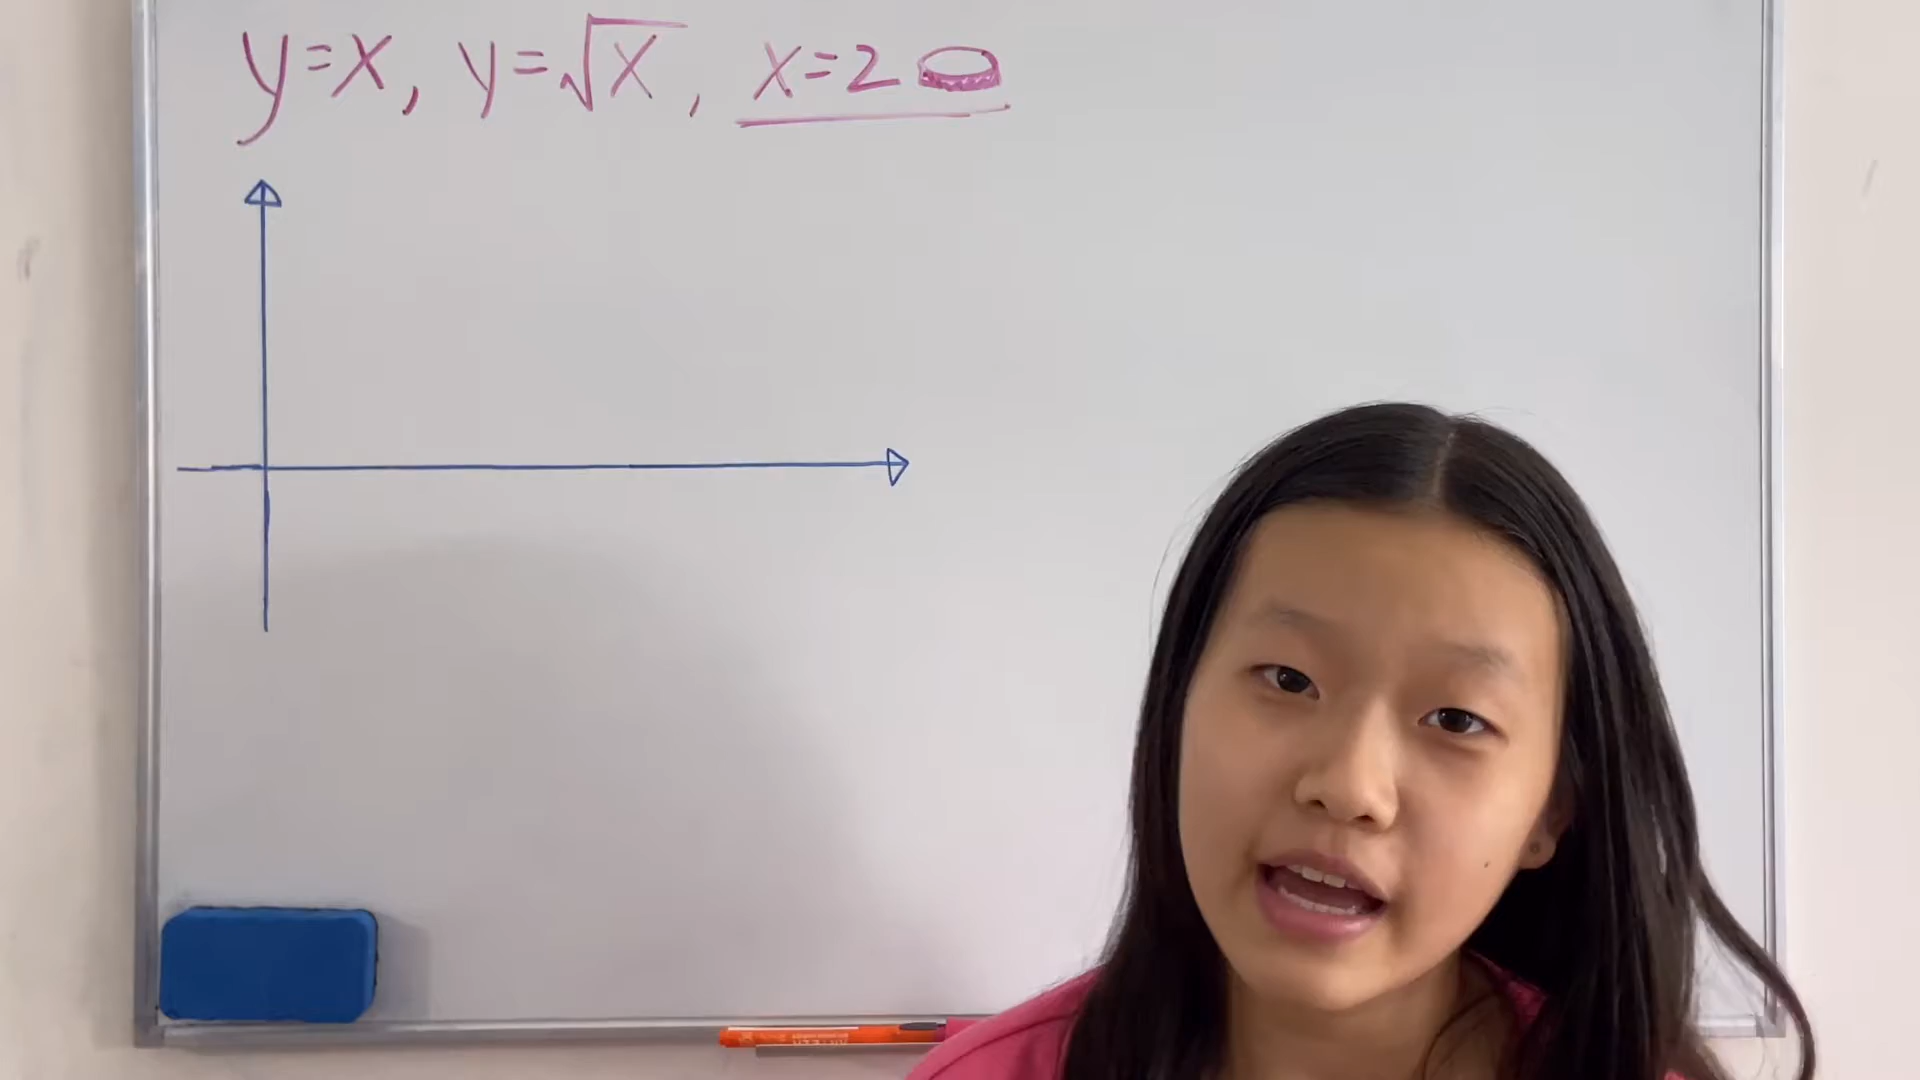 y=x, y=√x, x=2